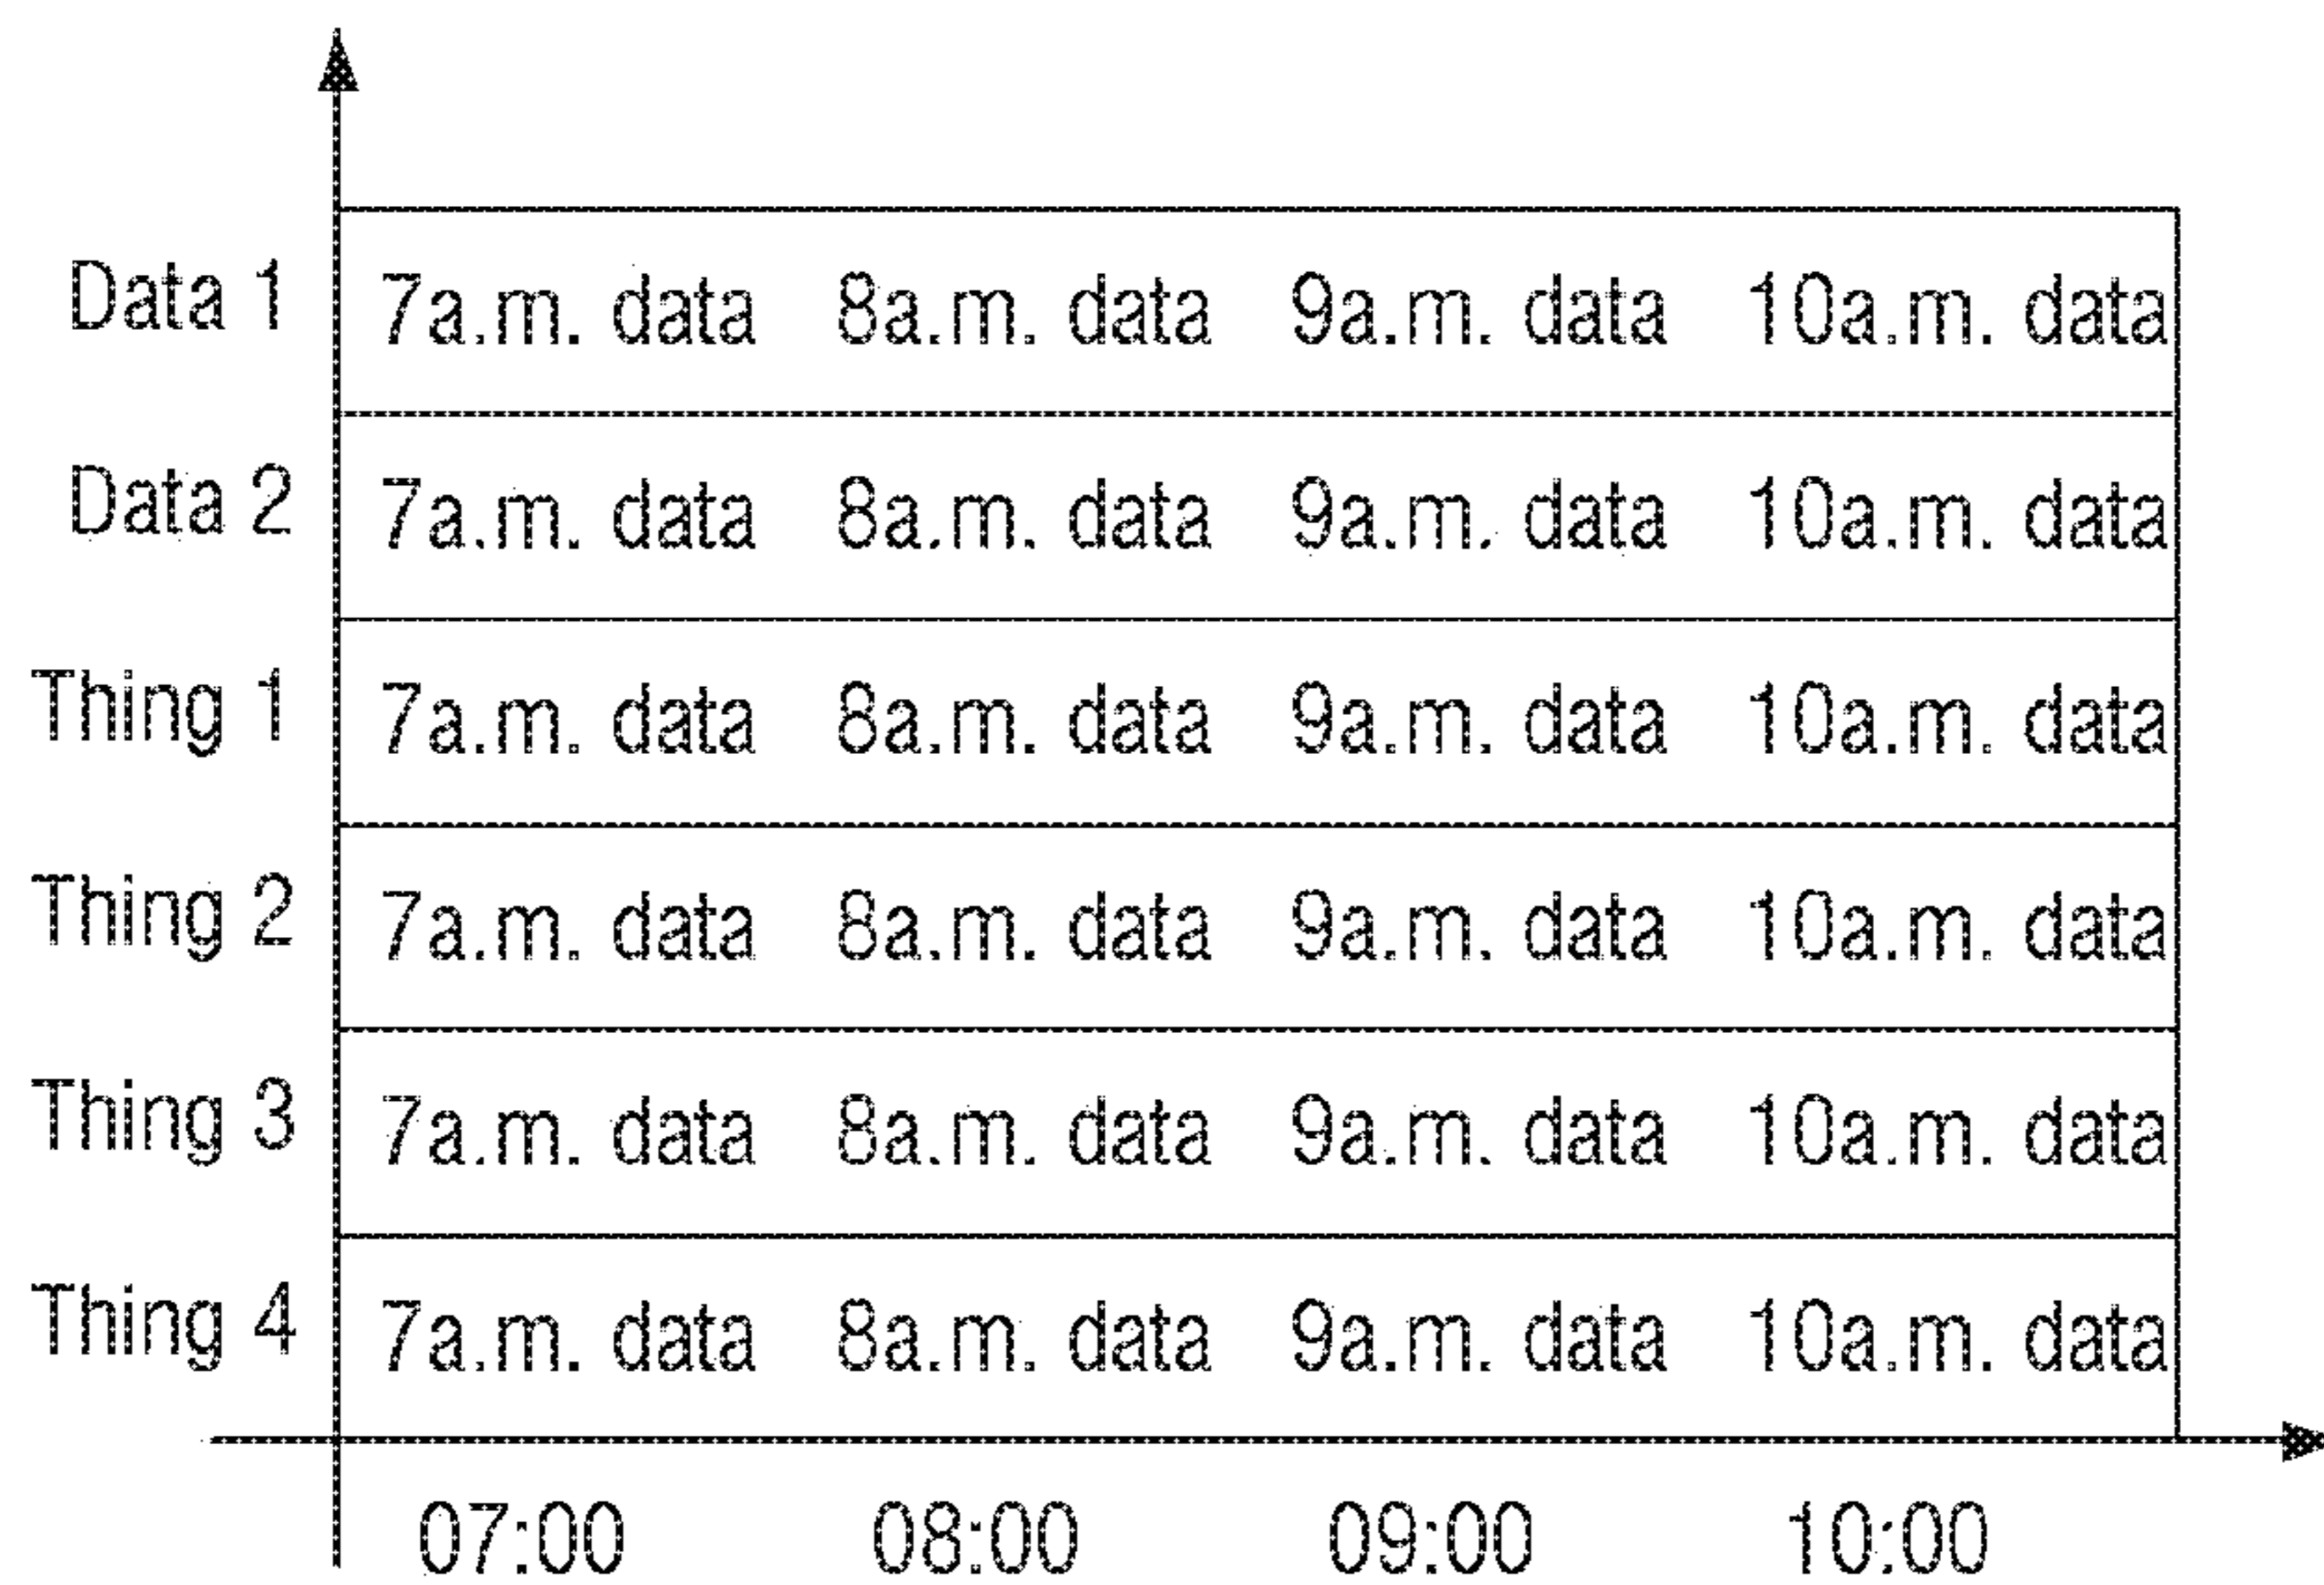 Data 1 7a.m. data 8a.m. data 9a.m. data 10a.m. data
Data 2 7a.m. data 8a.m. data 9a.m. data 10a.m. data
Thing 1 7a.m. data 8a.m. data 9a.m. data 10a.m. data
Thing 2 7a.m. data 8a.m. data 9a.m. data 10a.m. data
Thing 3 7a.m. data 8a.m. data 9a.m. data 10a.m. data
Thing 4 7a.m. data 8a.m. data 9a.m. data 10a.m. data
07:00 08:00 09:00 10:00